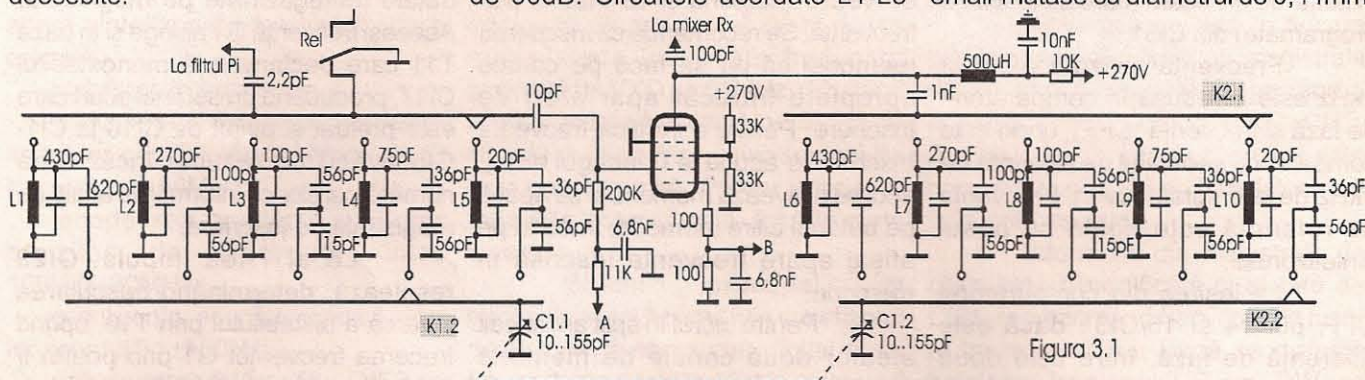 de 60dB. Circuitele acordate L1-L5
email/mătase cu diametrul de 0,1 mm
La mixer Rx
Rel
La filtrul Pi
2,2pF
100pF
+270V
10nF
500uH
10K
+270V
10pF
1nF
K2.1
33K
33K
430pF
270pF
100pF
75pF
20pF
620pF
100pF
56pF
36pF
36pF
L1
L2
L3
L4
L5
56pF
15pF
56pF
56pF
200K
6,8nF
11K
A
100
100
B
6,8nF
430pF
270pF
100pF
75pF
20pF
620pF
100pF
56pF
36pF
36pF
L6
L7
L8
L9
L10
56pF
15pF
56pF
56pF
K1.2
C1.1
10..155pF
C1.2
10..155pF
K2.2
Figura 3.1